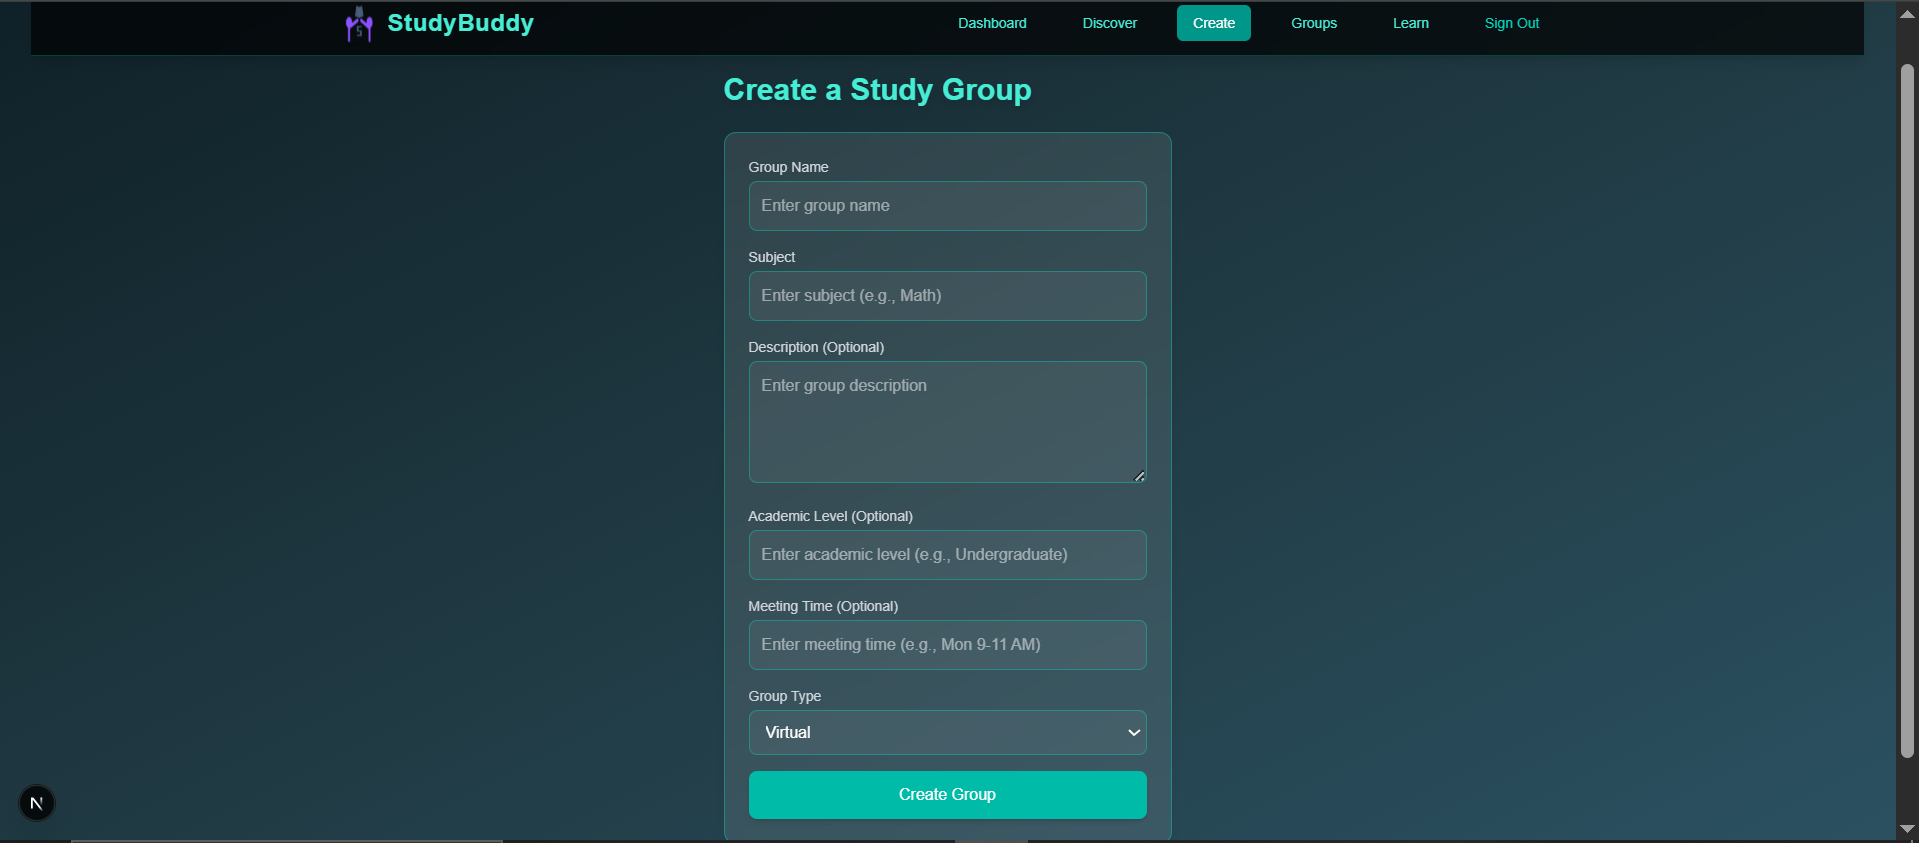 StudyBuddy
Dashboard
Discover
Create
Groups
Learn
Sign Out
Create a Study Group
Group Name
Enter group name
Subject
Enter subject (e.g., Math)
Description (Optional)
Enter group description
Academic Level (Optional)
Enter academic level (e.g., Undergraduate)
Meeting Time (Optional)
Enter meeting time (e.g., Mon 9-11 AM)
Group Type
Virtual
Create Group
N